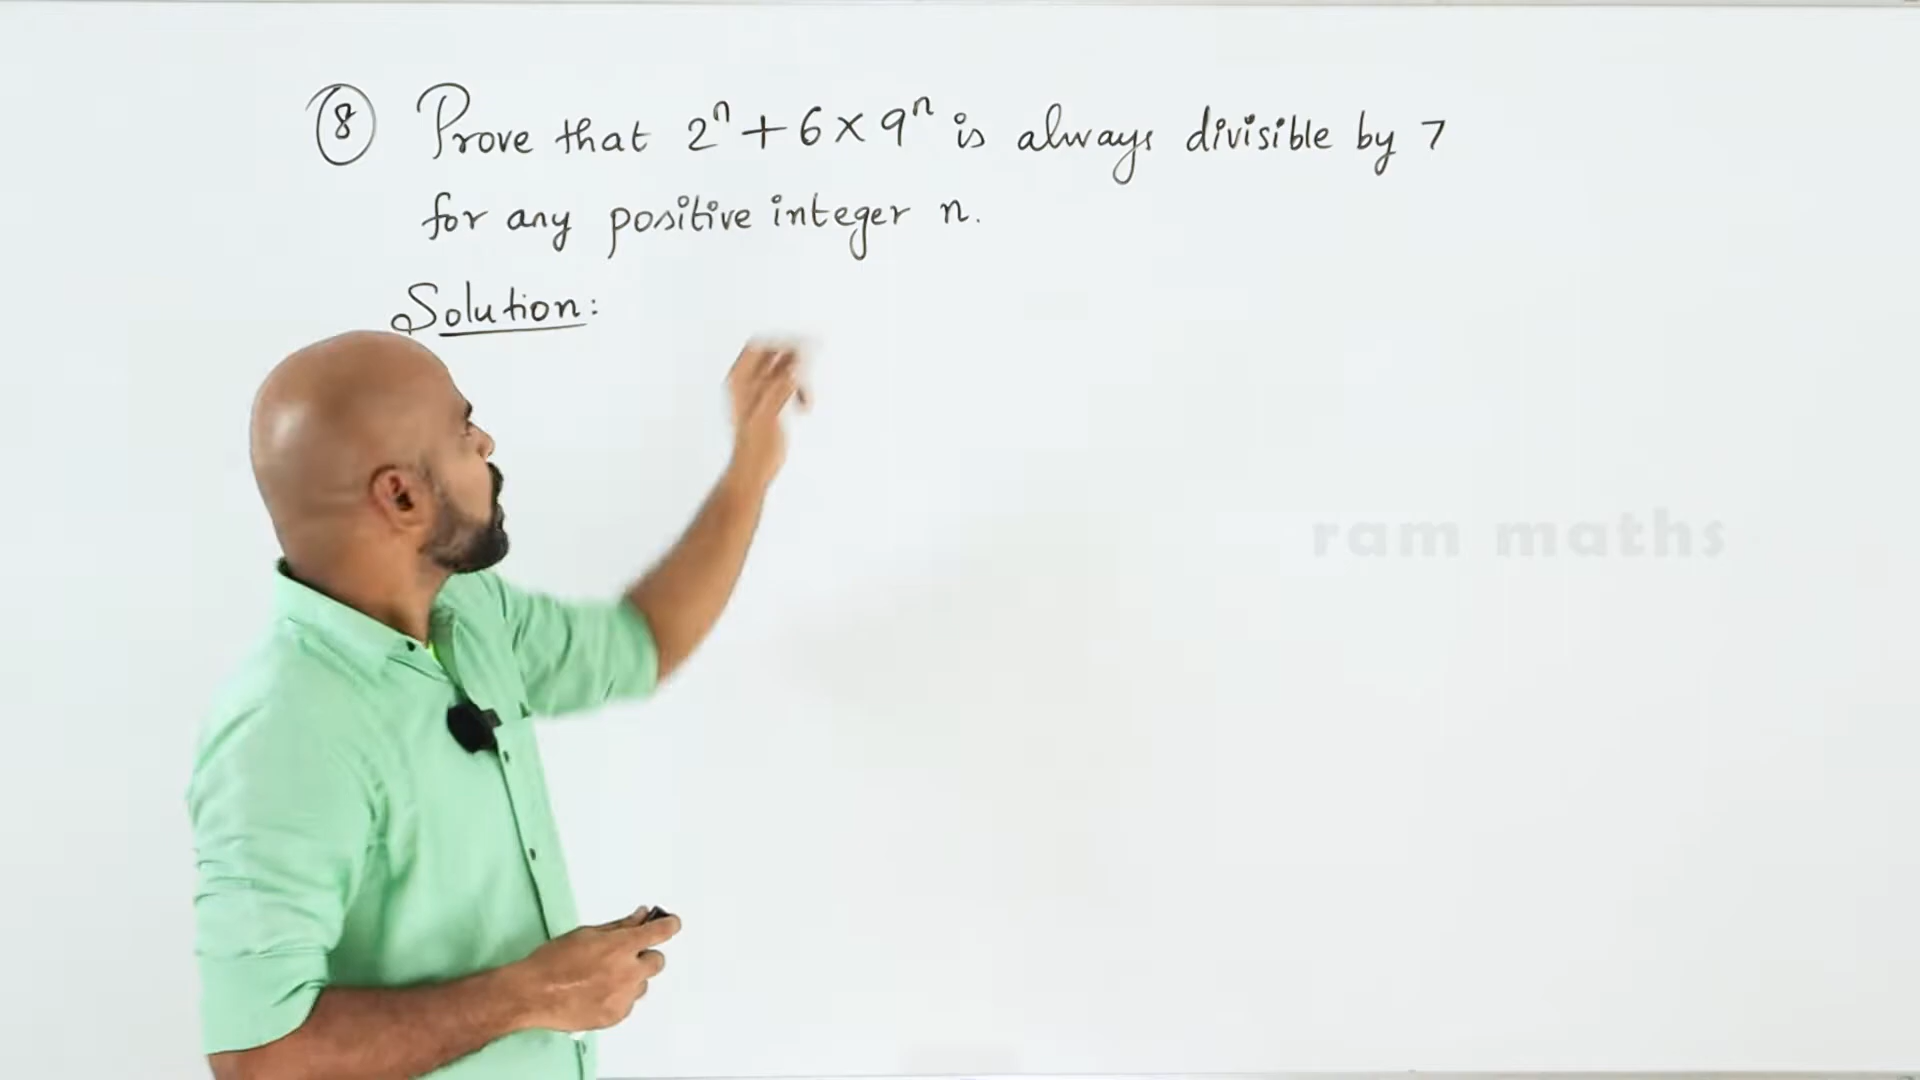 ⑧ Prove that 2ⁿ + 6 × 9ⁿ is always divisible by 7
for any positive integer n.
Solution:
ram maths